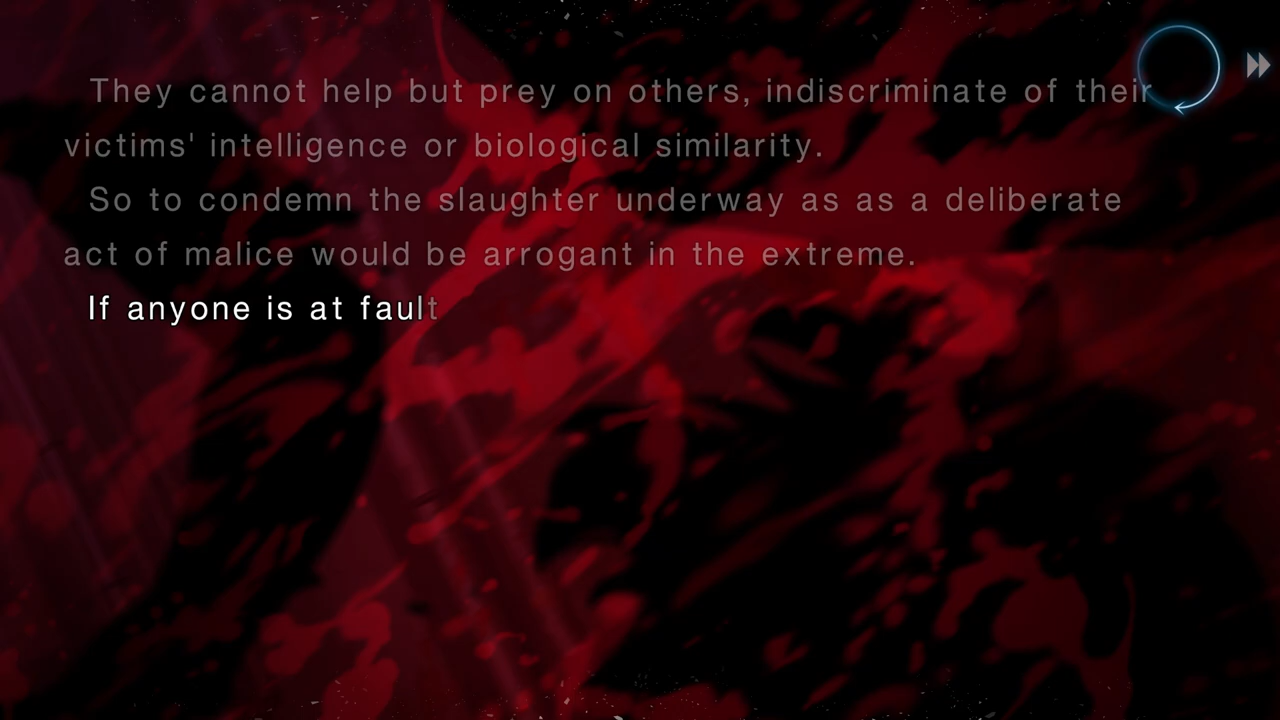 They cannot help but prey on others, indiscriminate of their
victims' intelligence or biological similarity.
So to condemn the slaughter underway as as a deliberate
act of malice would be arrogant in the extreme.
If anyone is at fault